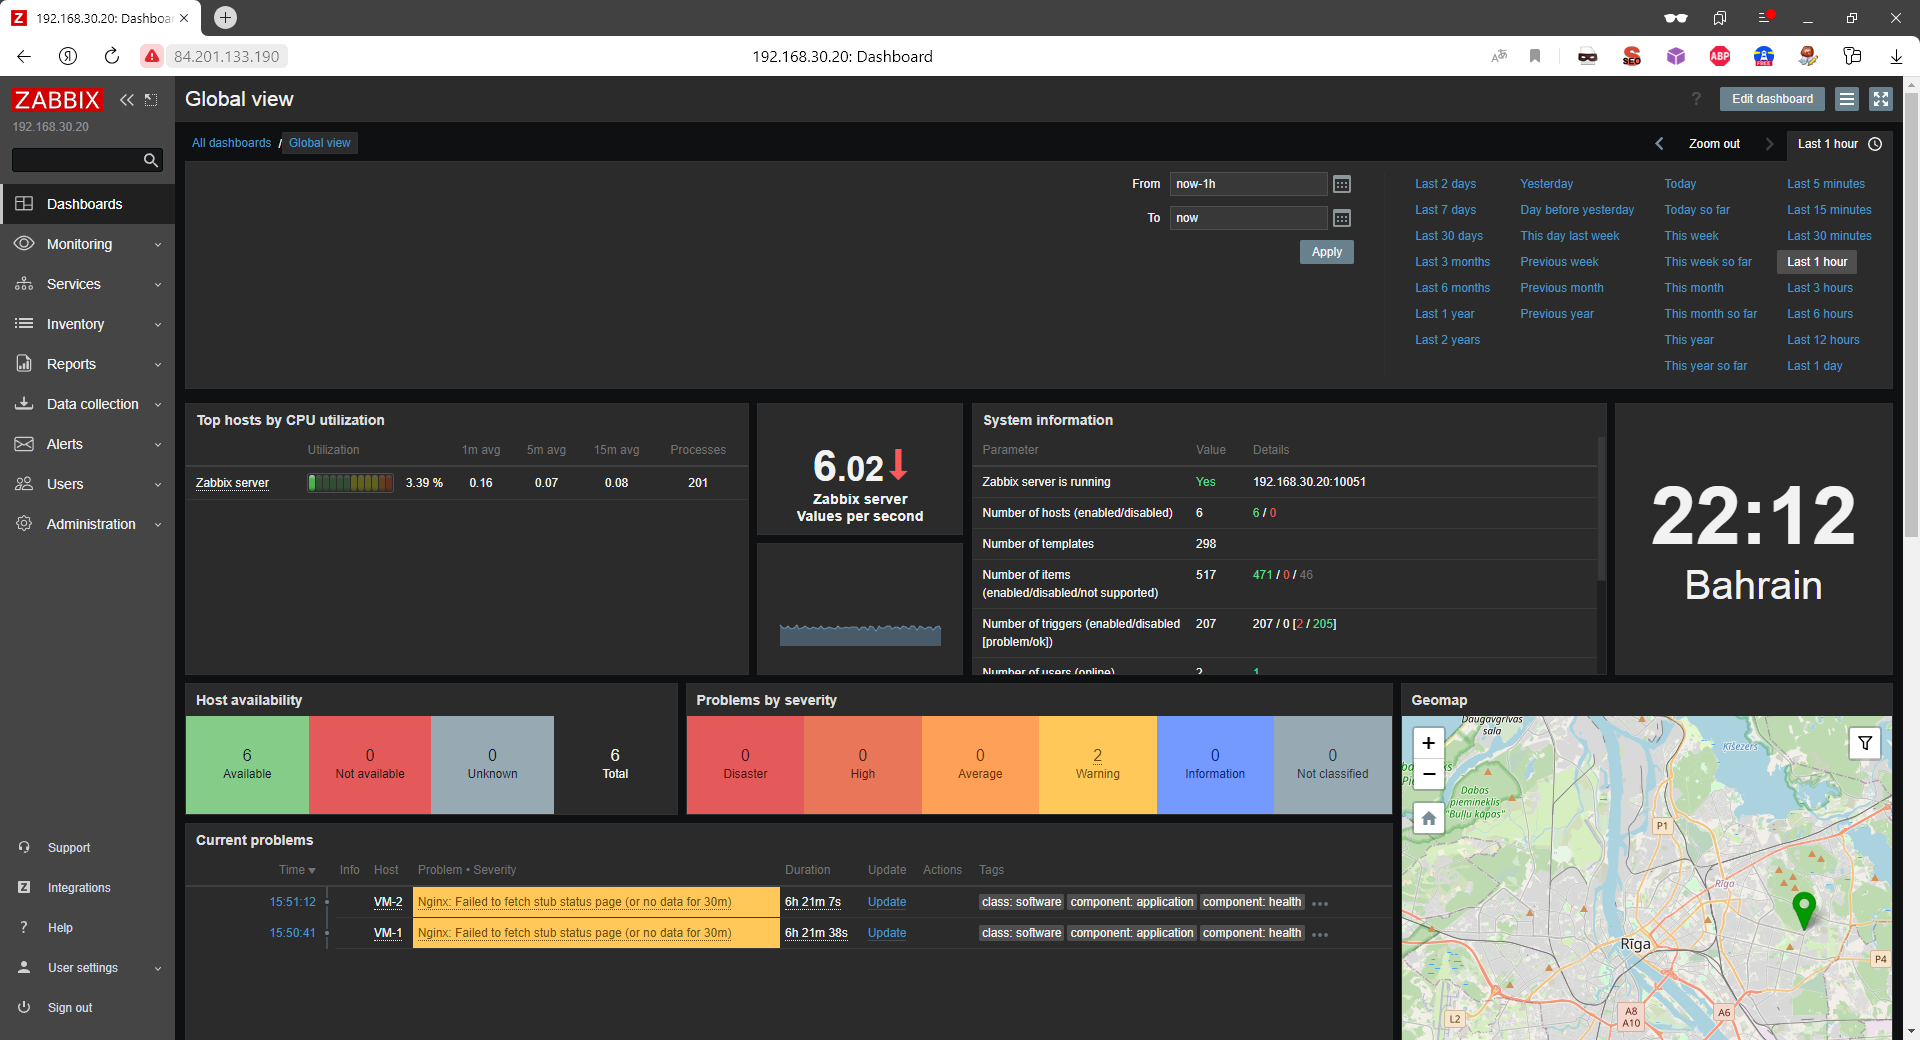 192.168.30.20: Dashboar
84.201.133.190
192.168.30.20: Dashboard
ZABBIX
192.168.30.20
Dashboards
Monitoring
Services
Inventory
Reports
Data collection
Alerts
Users
Administration
Support
Integrations
Help
User settings
Sign out
Global view
? Edit dashboard
All dashboards / Global view
Zoom out
Last 1 hour
From now-1h
To now
Apply
Last 2 days Yesterday Today Last 5 minutes
Last 7 days Day before yesterday Today so far Last 15 minutes
Last 30 days This day last week This week Last 30 minutes
Last 3 months Previous week This week so far Last 1 hour
Last 6 months Previous month This month Last 3 hours
Last 1 year Previous year This month so far Last 6 hours
Last 2 years This year Last 12 hours
This year so far Last 1 day
Top hosts by CPU utilization
Utilization 1m avg 5m avg 15m avg Processes
Zabbix server 3.39 % 0.16 0.07 0.08 201
6.02
Zabbix server
Values per second
System information
Parameter Value Details
Zabbix server is running Yes 192.168.30.20:10051
Number of hosts (enabled/disabled) 6 6 / 0
Number of templates 298
Number of items 517 471 / 0 / 46
(enabled/disabled/not supported)
Number of triggers (enabled/disabled 207 207 / 0 [2 / 205]
[problem/ok])
Number of users (online) 2 1
22:12
Bahrain
Host availability
6 Available
0 Not available
0 Unknown
6 Total
Problems by severity
0 Disaster
0 High
0 Average
2 Warning
0 Information
0 Not classified
Current problems
Time Info Host Problem • Severity Duration Update Actions Tags
15:51:12 VM-2 Nginx: Failed to fetch stub status page (or no data for 30m) 6h 21m 7s Update class: software component: application component: health
15:50:41 VM-1 Nginx: Failed to fetch stub status page (or no data for 30m) 6h 21m 38s Update class: software component: application component: health
Geomap
+
−
Daugavgrīvas
sala
Ķīšezers
Dabas
piemineklis
"Buļļu kāpas"
P1
Rīga
Rīga
P4
L2
A8
A10
A6